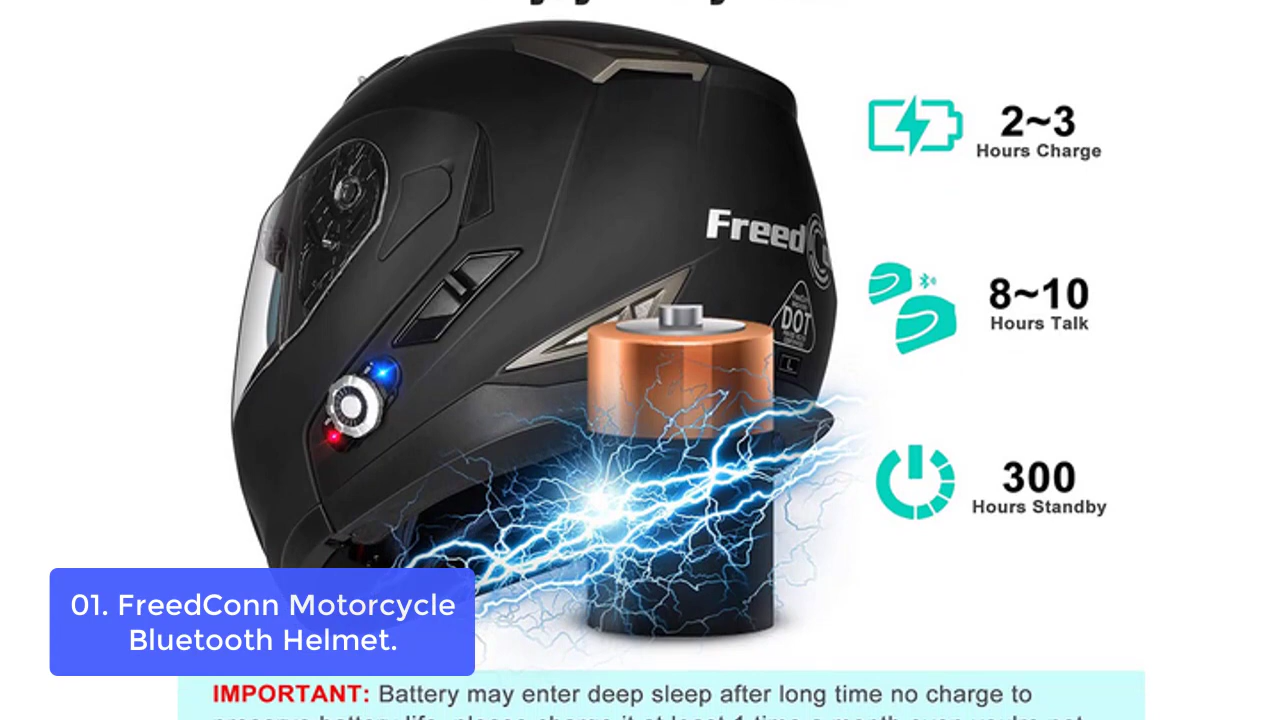 2~3
Hours Charge
Freed
DOT
L
8~10
Hours Talk
300
Hours Standby
01. FreedConn Motorcycle
Bluetooth Helmet.
IMPORTANT: Battery may enter deep sleep after long time no charge to